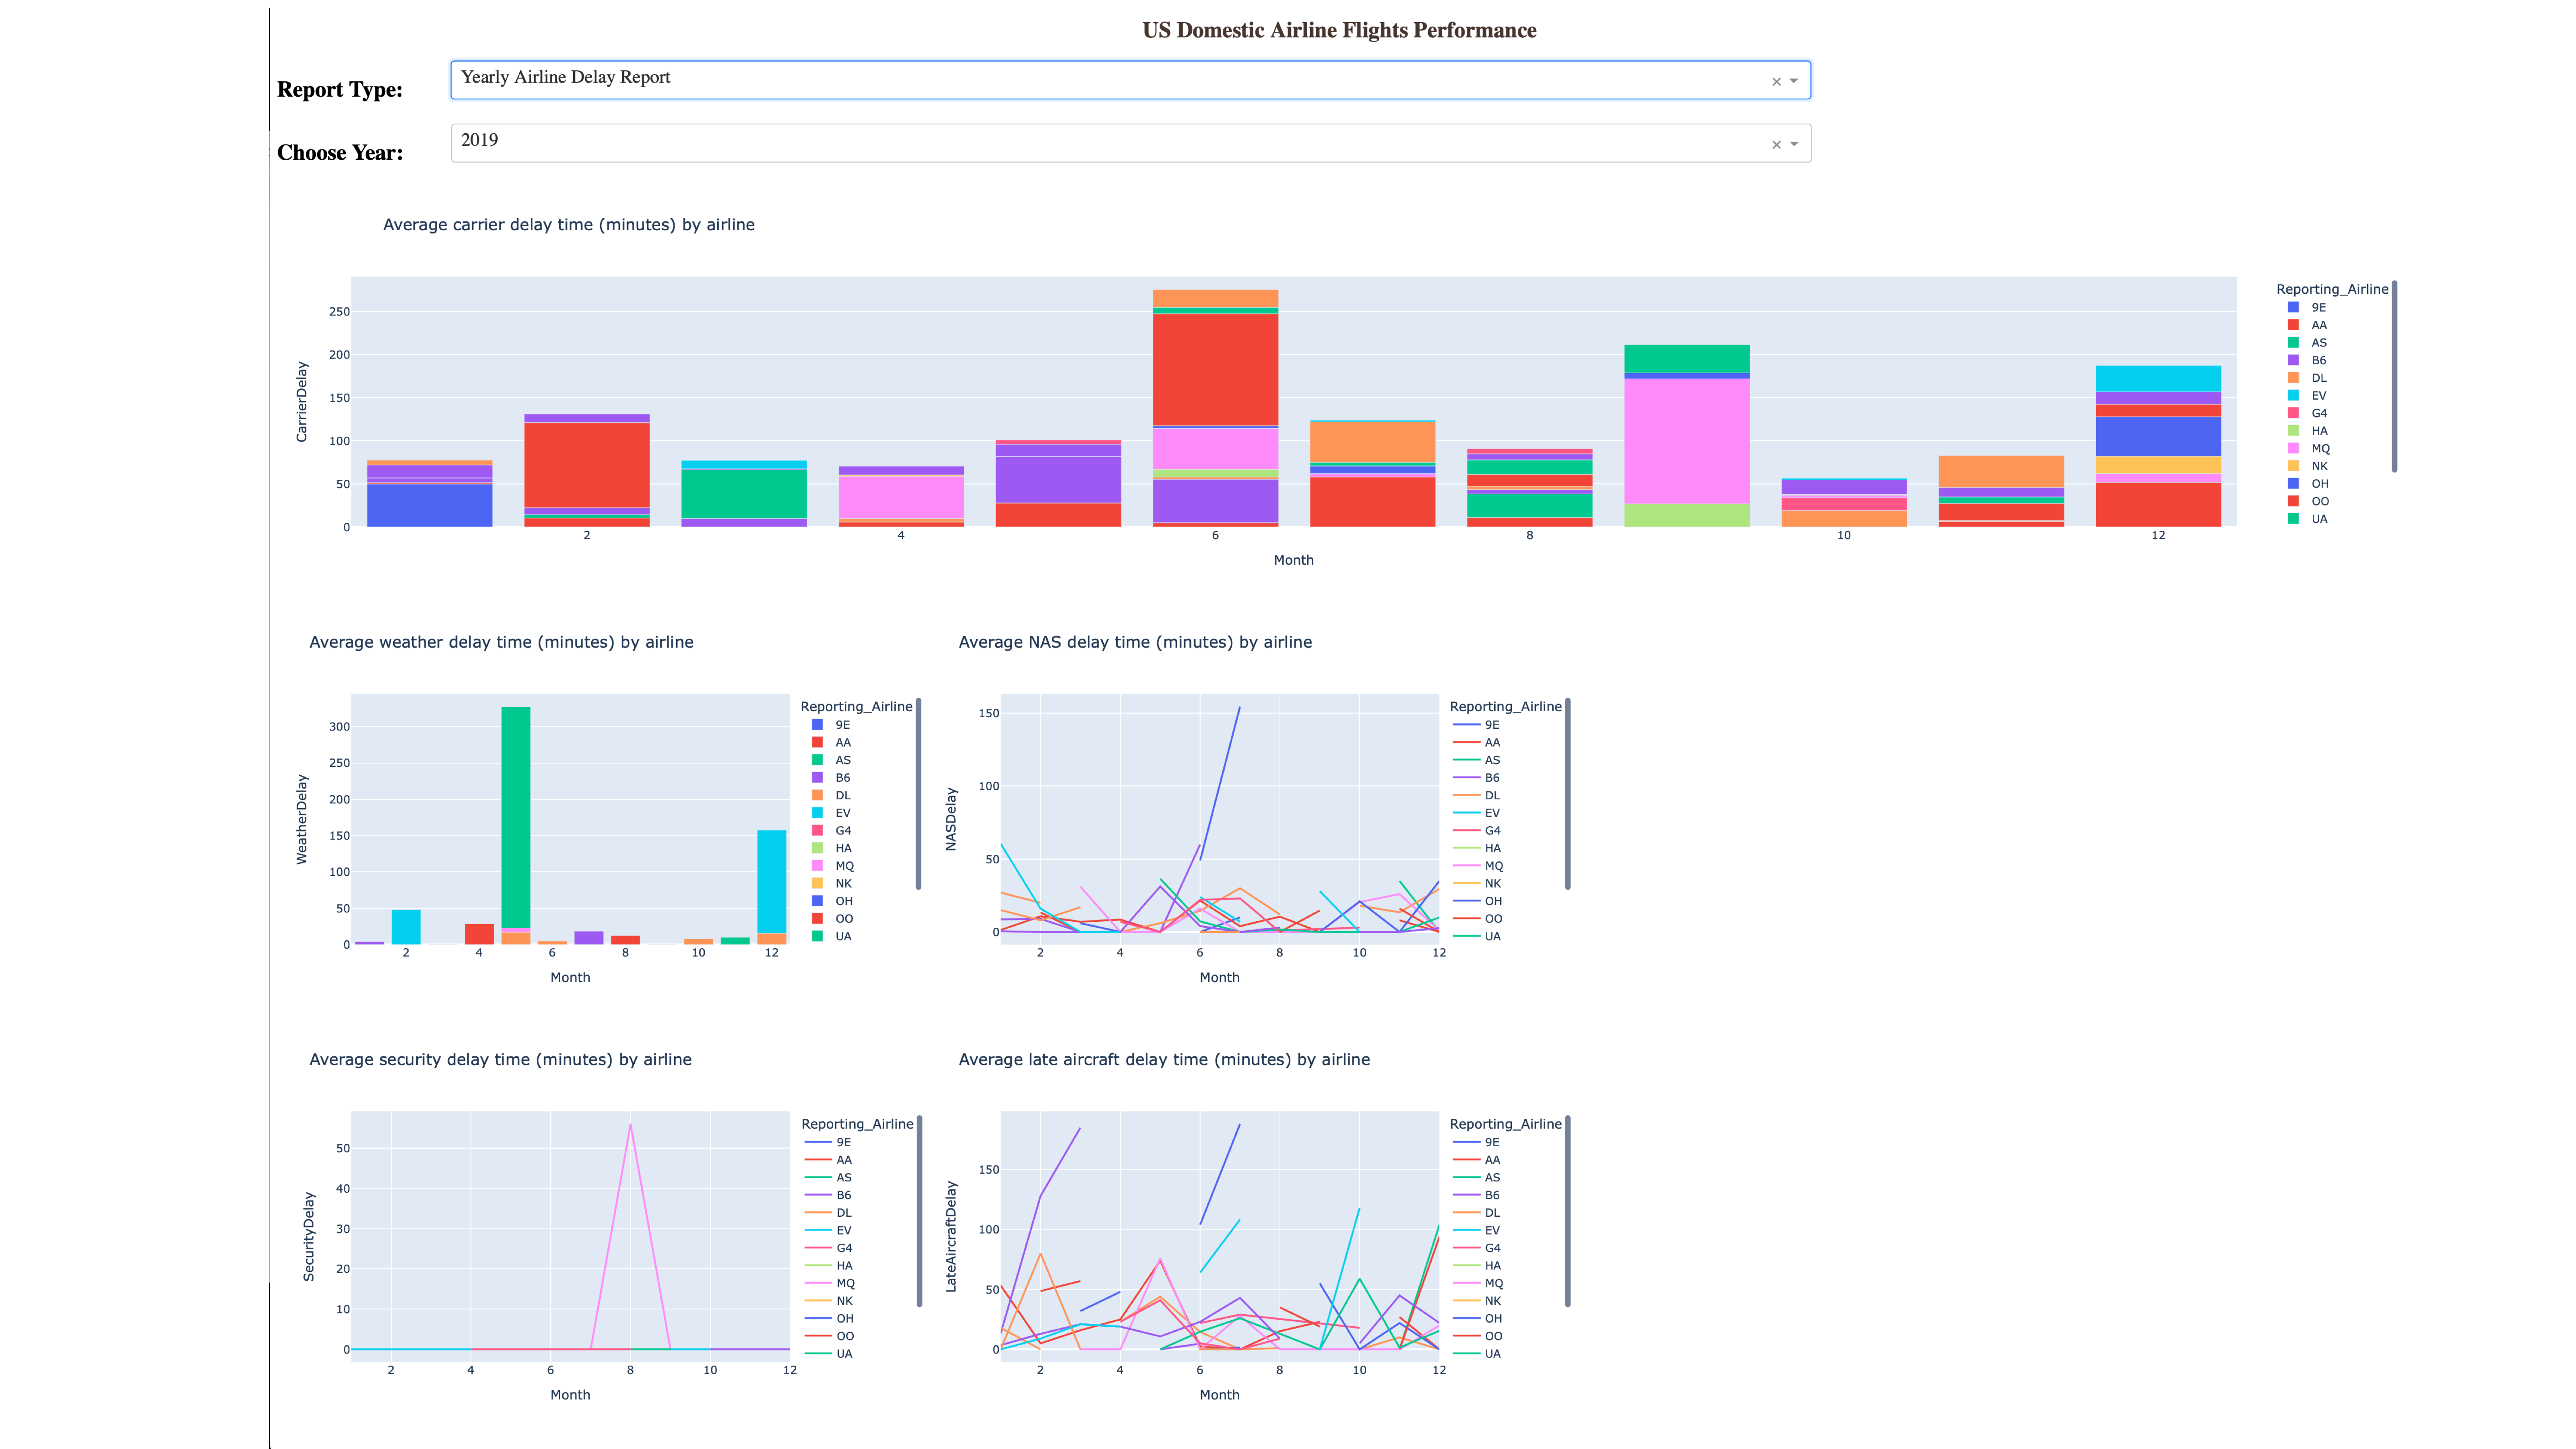 US Domestic Airline Flights Performance
Report Type:
Yearly Airline Delay Report
Choose Year:
2019
Average carrier delay time (minutes) by airline
CarrierDelay
250
200
150
100
50
0
2 4 6 8 10 12
Month
Reporting_Airline
9E
AA
AS
B6
DL
EV
G4
HA
MQ
NK
OH
OO
UA
Average weather delay time (minutes) by airline
WeatherDelay
300
250
200
150
100
50
0
2 4 6 8 10 12
Month
Reporting_Airline
9E
AA
AS
B6
DL
EV
G4
HA
MQ
NK
OH
OO
UA
Average NAS delay time (minutes) by airline
NASDelay
150
100
50
0
2 4 6 8 10 12
Month
Reporting_Airline
9E
AA
AS
B6
DL
EV
G4
HA
MQ
NK
OH
OO
UA
Average security delay time (minutes) by airline
SecurityDelay
50
40
30
20
10
0
2 4 6 8 10 12
Month
Reporting_Airline
9E
AA
AS
B6
DL
EV
G4
HA
MQ
NK
OH
OO
UA
Average late aircraft delay time (minutes) by airline
LateAircraftDelay
150
100
50
0
2 4 6 8 10 12
Month
Reporting_Airline
9E
AA
AS
B6
DL
EV
G4
HA
MQ
NK
OH
OO
UA